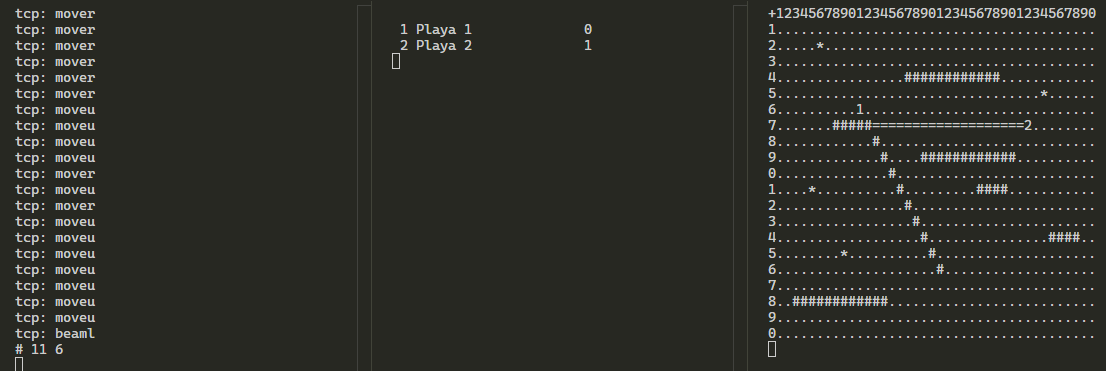 tcp: mover
tcp: mover
tcp: mover
tcp: mover
tcp: mover
tcp: mover
tcp: moveu
tcp: moveu
tcp: moveu
tcp: mover
tcp: mover
tcp: moveu
tcp: mover
tcp: moveu
tcp: moveu
tcp: moveu
tcp: moveu
tcp: moveu
tcp: moveu
tcp: moveu
tcp: beaml
# 11 6
1 Playa 1 0
2 Playa 2 1
+1234567890123456789012345678901234567890
1........................................
2.....*..................................
3........................................
4................############............
5.................................*......
6..........1.............................
7.......#####===================2........
8............#...........................
9.............#....############..........
0..............#.........................
1....*..........#.........####...........
2................#.......................
3.................#......................
4..................#...............####..
5........*..........#....................
6....................#...................
7........................................
8..############..........................
9........................................
0........................................